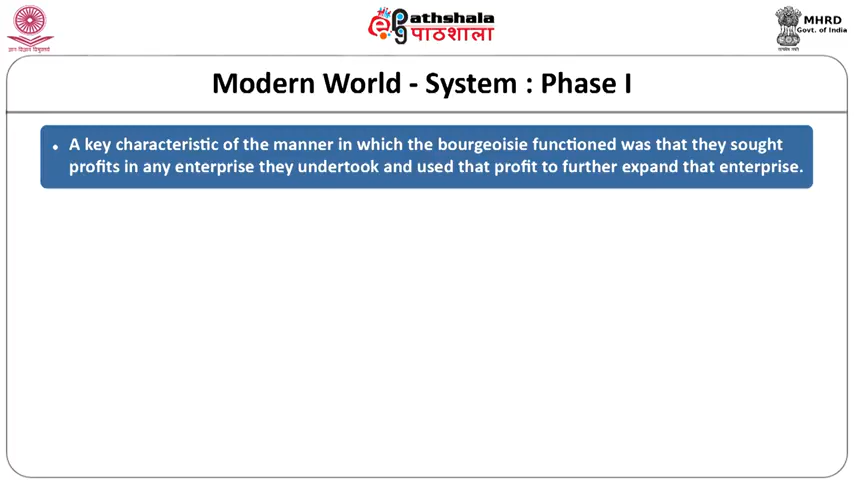 ePathshala
पाठशाला
MHRD
Govt. of India
Modern World - System : Phase I
• A key characteristic of the manner in which the bourgeoisie functioned was that they sought
profits in any enterprise they undertook and used that profit to further expand that enterprise.